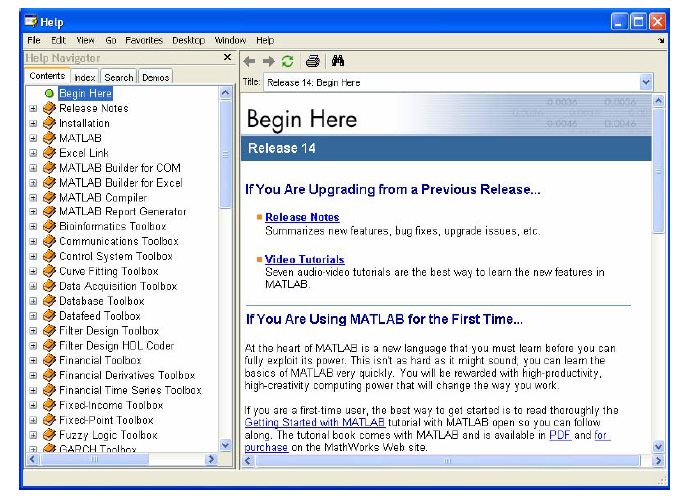 Help
File Edit View Go Favorites Desktop Window Help
Help Navigator
Contents Index Search Demos
Begin Here
Release Notes
Installation
MATLAB
Excel Link
MATLAB Builder for COM
MATLAB Builder for Excel
MATLAB Compiler
MATLAB Report Generator
Bioinformatics Toolbox
Communications Toolbox
Control System Toolbox
Curve Fitting Toolbox
Data Acquisition Toolbox
Database Toolbox
Datafeed Toolbox
Filter Design Toolbox
Filter Design HDL Coder
Financial Toolbox
Financial Derivatives Toolbox
Financial Time Series Toolbox
Fixed-Income Toolbox
Fixed-Point Toolbox
Fuzzy Logic Toolbox
GARCH Toolbox
Title: Release 14: Begin Here
Begin Here
Release 14
If You Are Upgrading from a Previous Release...
Release Notes
Summarizes new features, bug fixes, upgrade issues, etc.
Video Tutorials
Seven audio-video tutorials are the best way to learn the new features in
MATLAB.
If You Are Using MATLAB for the First Time...
At the heart of MATLAB is a new language that you must learn before you can
fully exploit its power. This isn't as hard as it might sound; you can learn the
basics of MATLAB very quickly. You will be rewarded with high-productivity,
high-creativity computing power that will change the way you work.
If you are a first-time user, the best way to get started is to read thoroughly the
Getting Started with MATLAB tutorial with MATLAB open so you can follow
along. The tutorial book comes with MATLAB and is available in PDF and for
purchase on the MathWorks Web site.